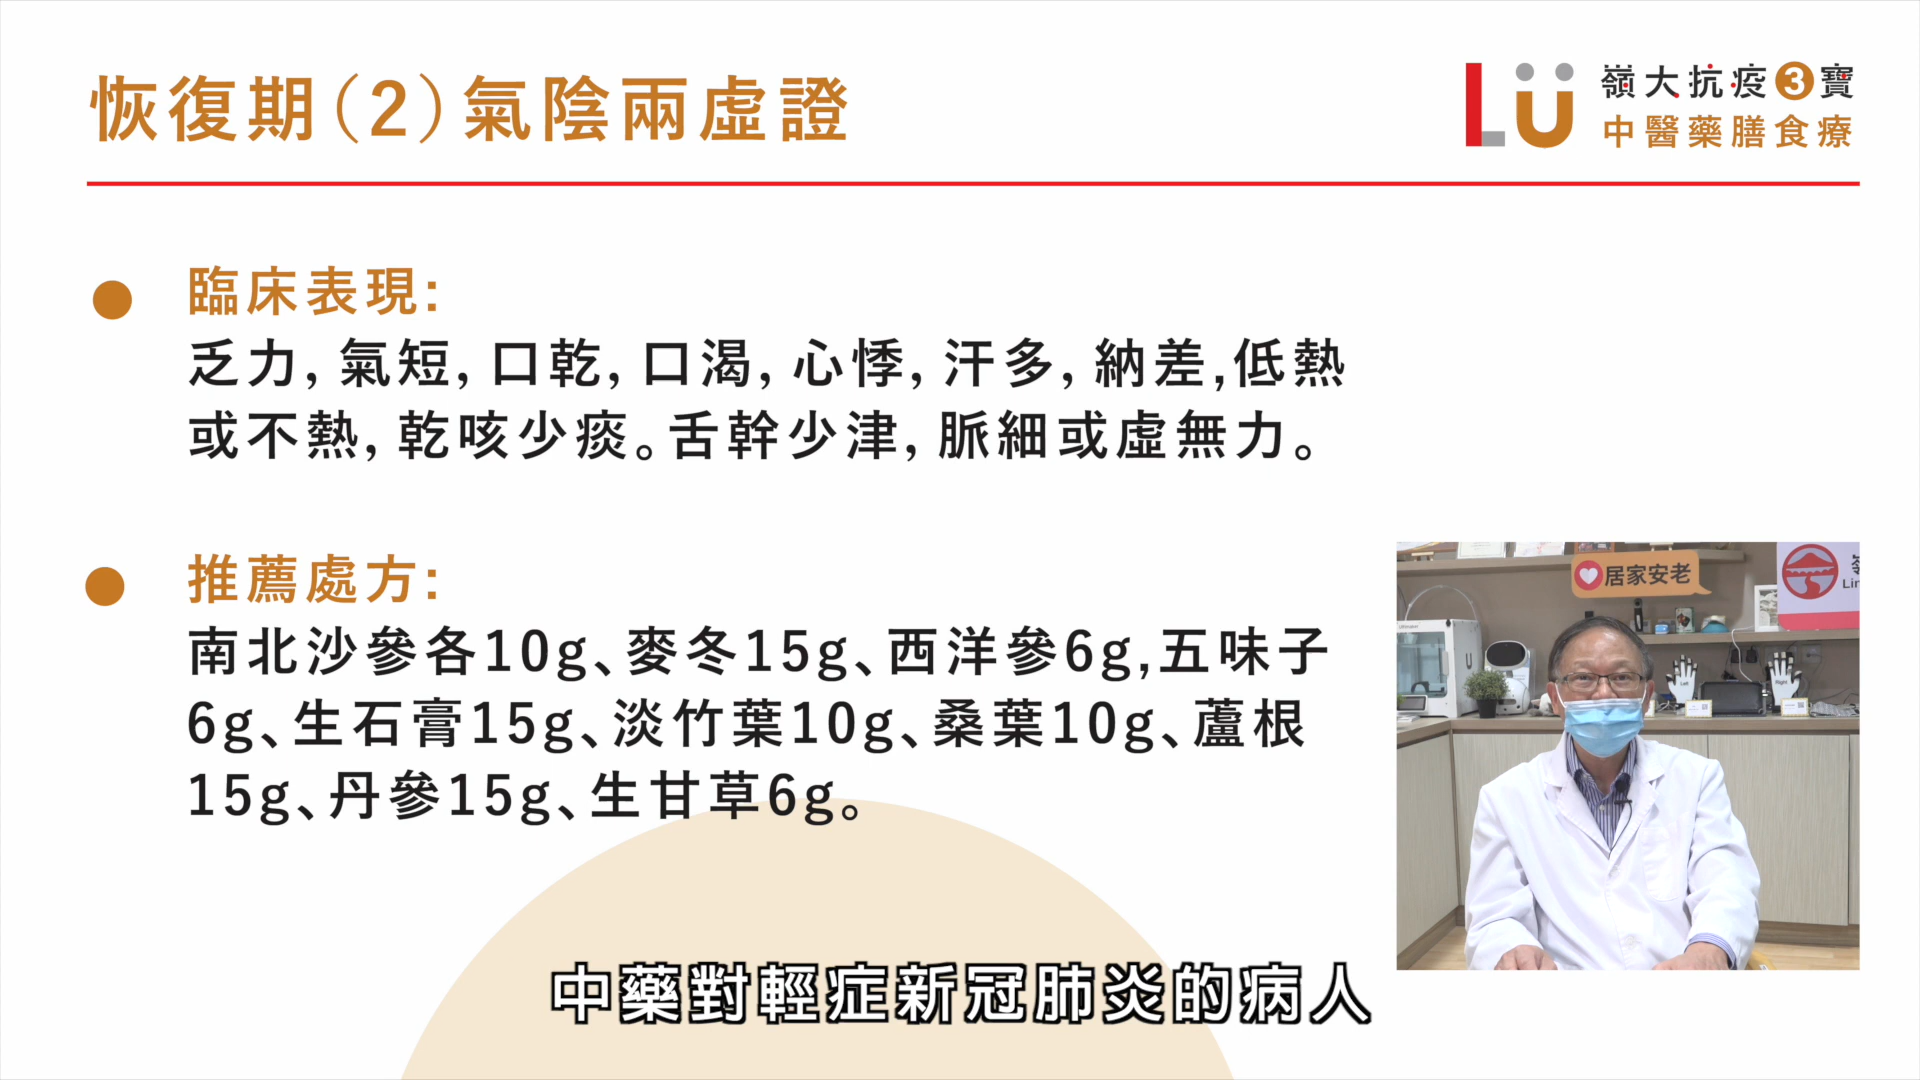 恢復期（2）氣陰兩虛證
嶺大抗疫3寶
中醫藥膳食療
臨床表現:
乏力, 氣短, 口乾, 口渴, 心悸, 汗多, 納差,低熱
或不熱, 乾咳少痰。舌幹少津, 脈細或虛無力。
推薦處方:
南北沙參各10g、麥冬15g、西洋參6g,五味子
6g、生石膏15g、淡竹葉10g、桑葉10g、蘆根
15g、丹參15g、生甘草6g。
居家安老
Left
Right
中藥對輕症新冠肺炎的病人